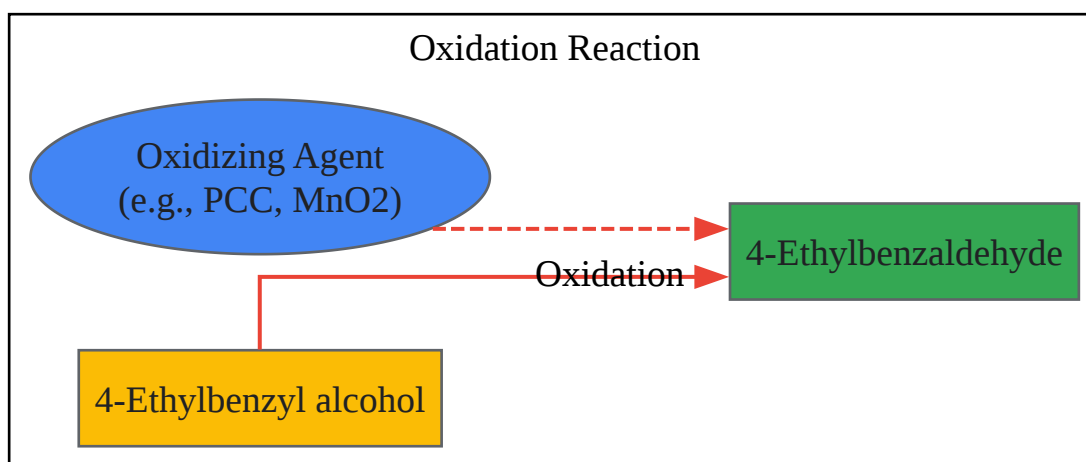 Oxidation Reaction
Oxidizing Agent
(e.g., PCC, MnO2)
4-Ethylbenzaldehyde
Oxidation
4-Ethylbenzyl alcohol